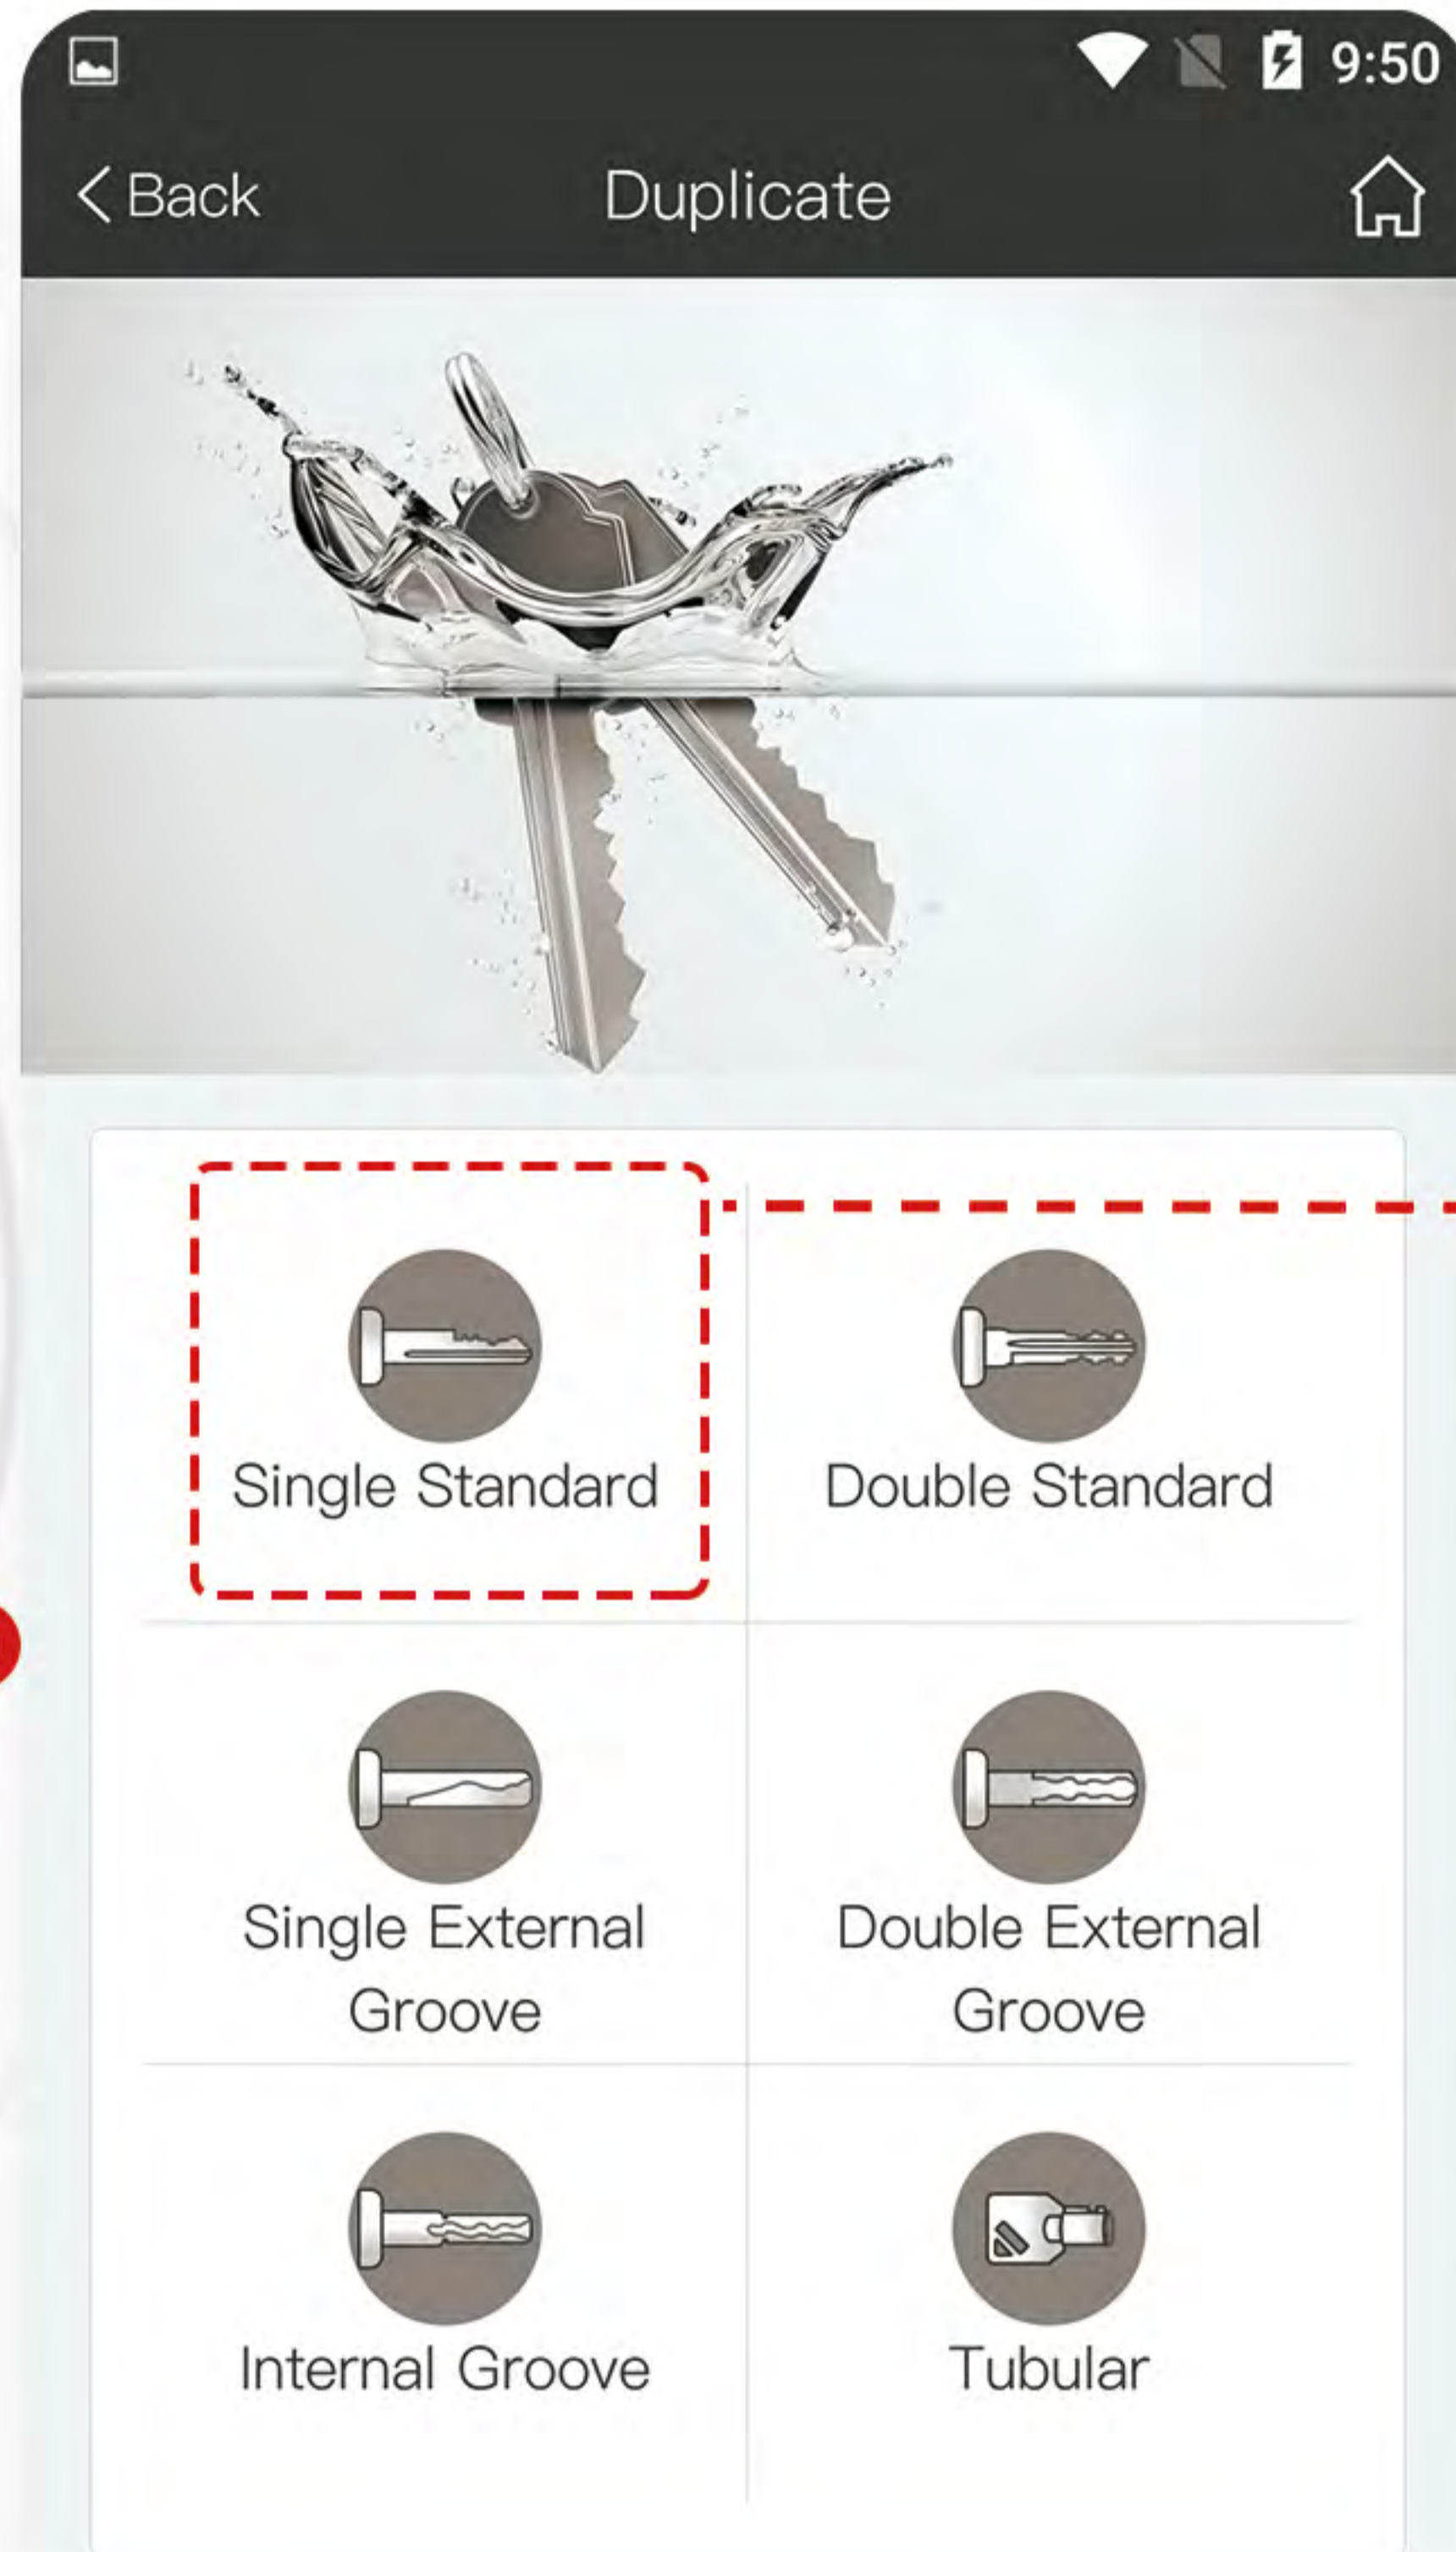 9:50
Back
Duplicate
Single Standard
Double Standard
Single External
Groove
Double External
Groove
Internal Groove
Tubular